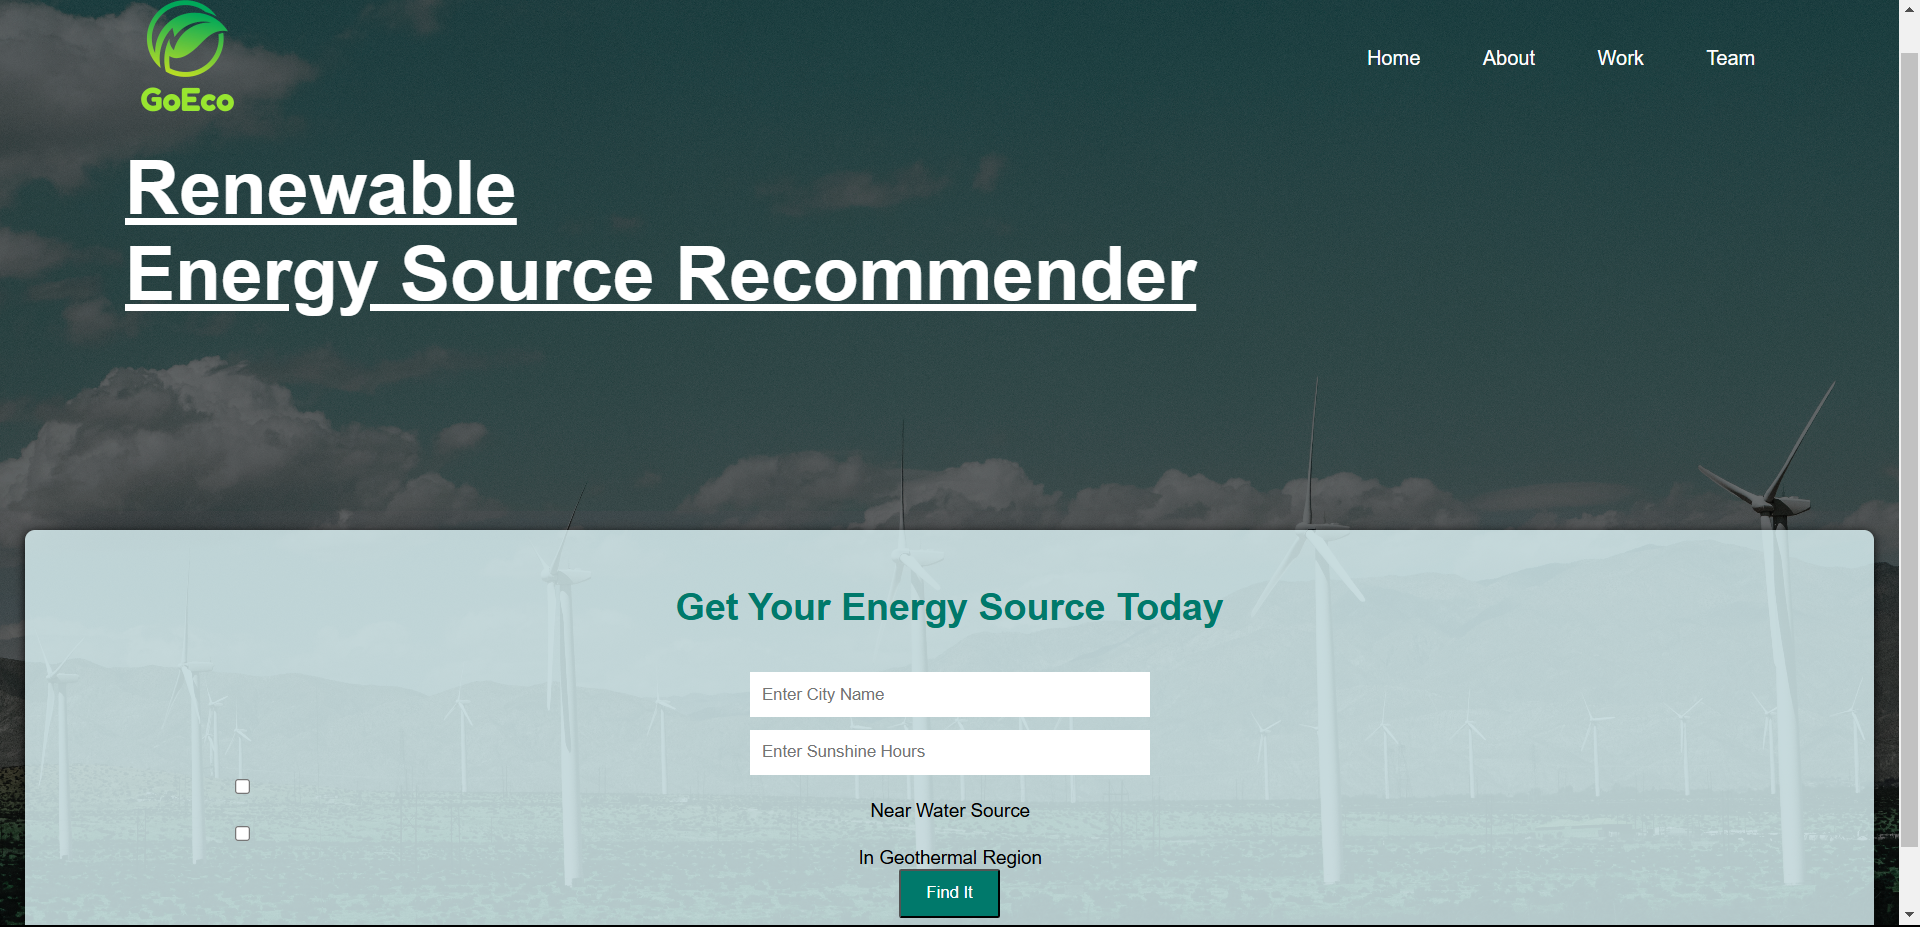 GoEco
Home About Work Team
Renewable
Energy Source Recommender
Get Your Energy Source Today
Enter City Name
Enter Sunshine Hours
Near Water Source
In Geothermal Region
Find It